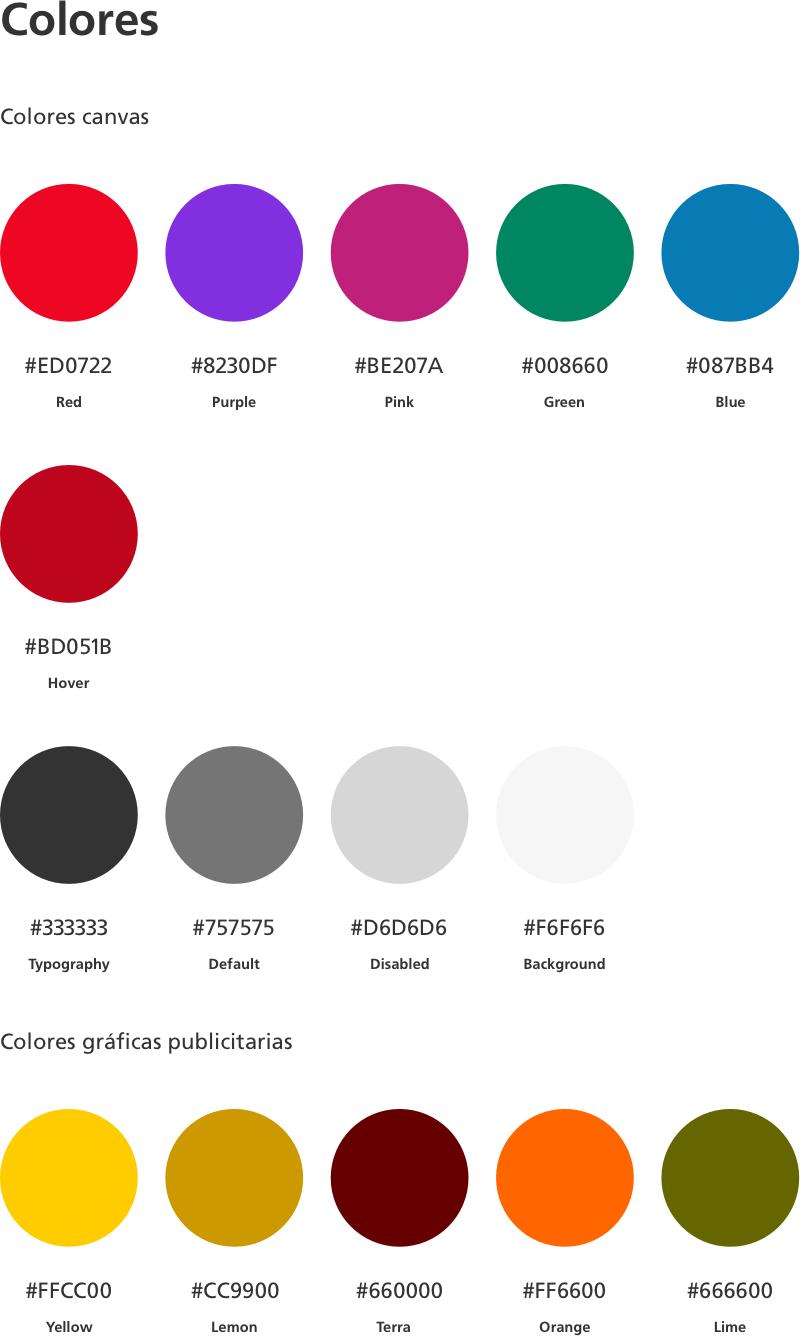 Colores
Colores canvas
#ED0722 #8230DF #BE207A #008660 #087BB4
Red Purple Pink Green Blue
#BD051B
Hover
#333333 #757575 #D6D6D6 #F6F6F6
Typography Default Disabled Background
Colores gráficas publicitarias
#FFCC00 #CC9900 #660000 #FF6600 #666600
Yellow Lemon Terra Orange Lime